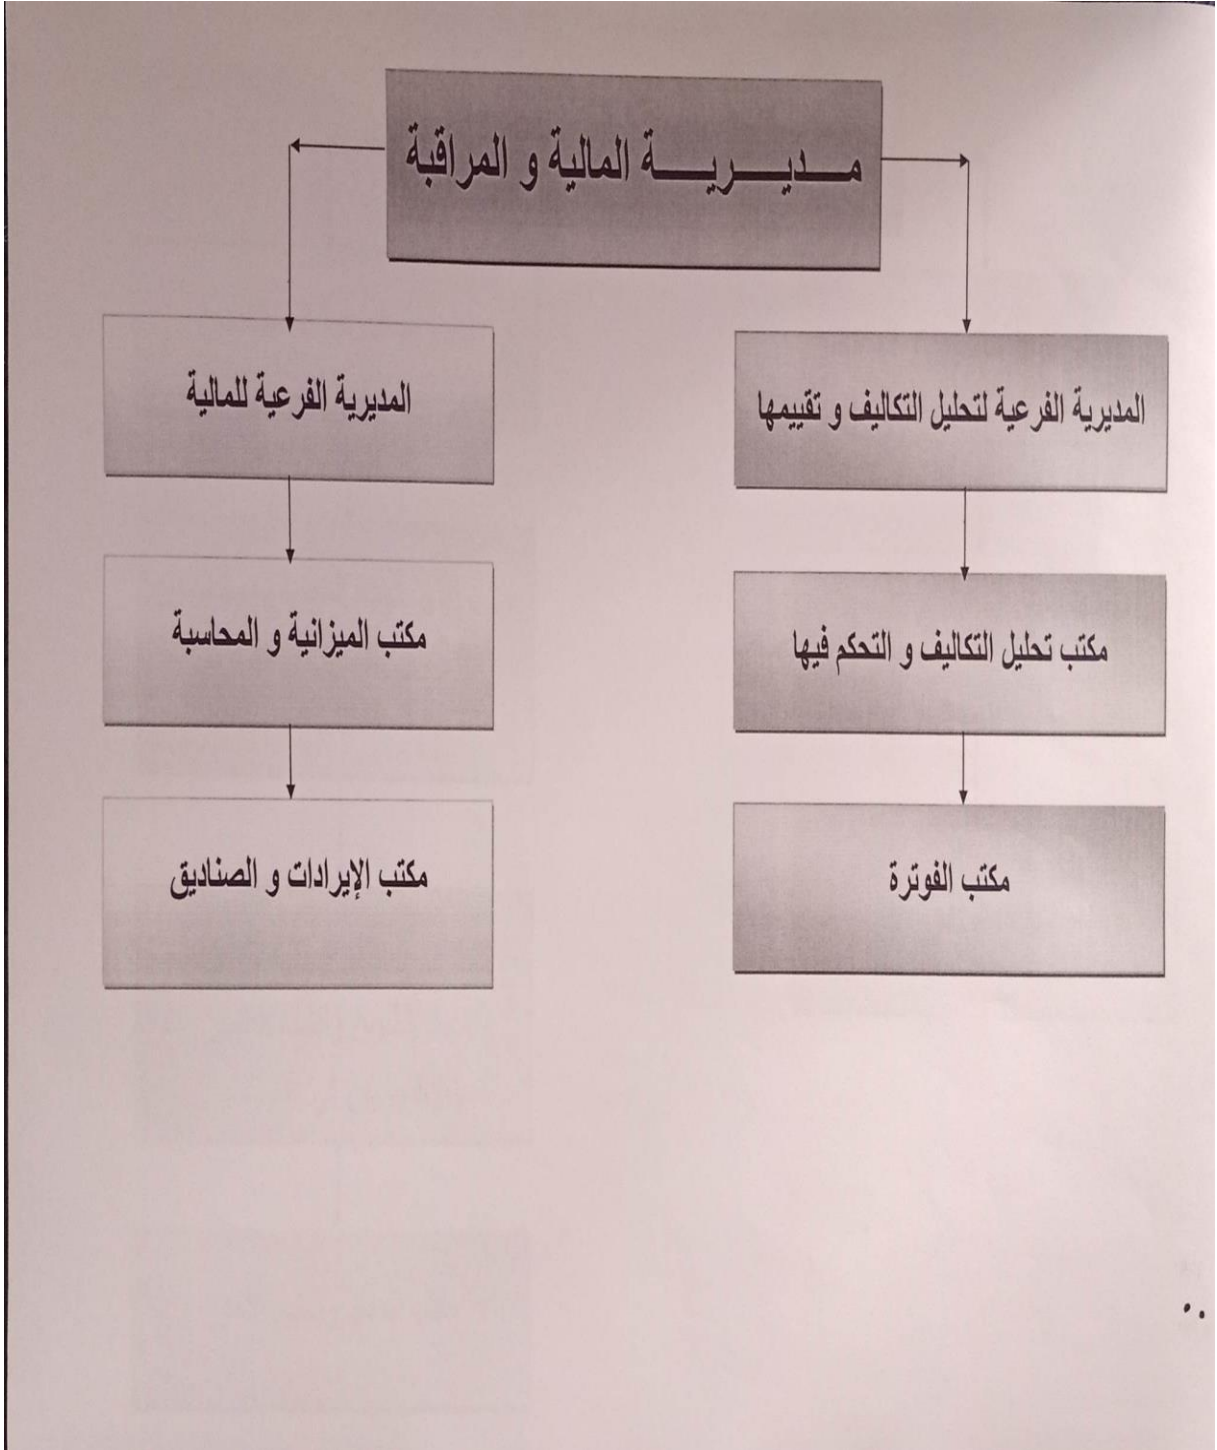 مـــديـــريـــة المالية و المراقبة
المديرية الفرعية لتحليل التكاليف و تقييمها
المديرية الفرعية للمالية
مكتب تحليل التكاليف و التحكم فيها
مكتب الميزانية و المحاسبة
مكتب الفوترة
مكتب الإيرادات و الصناديق